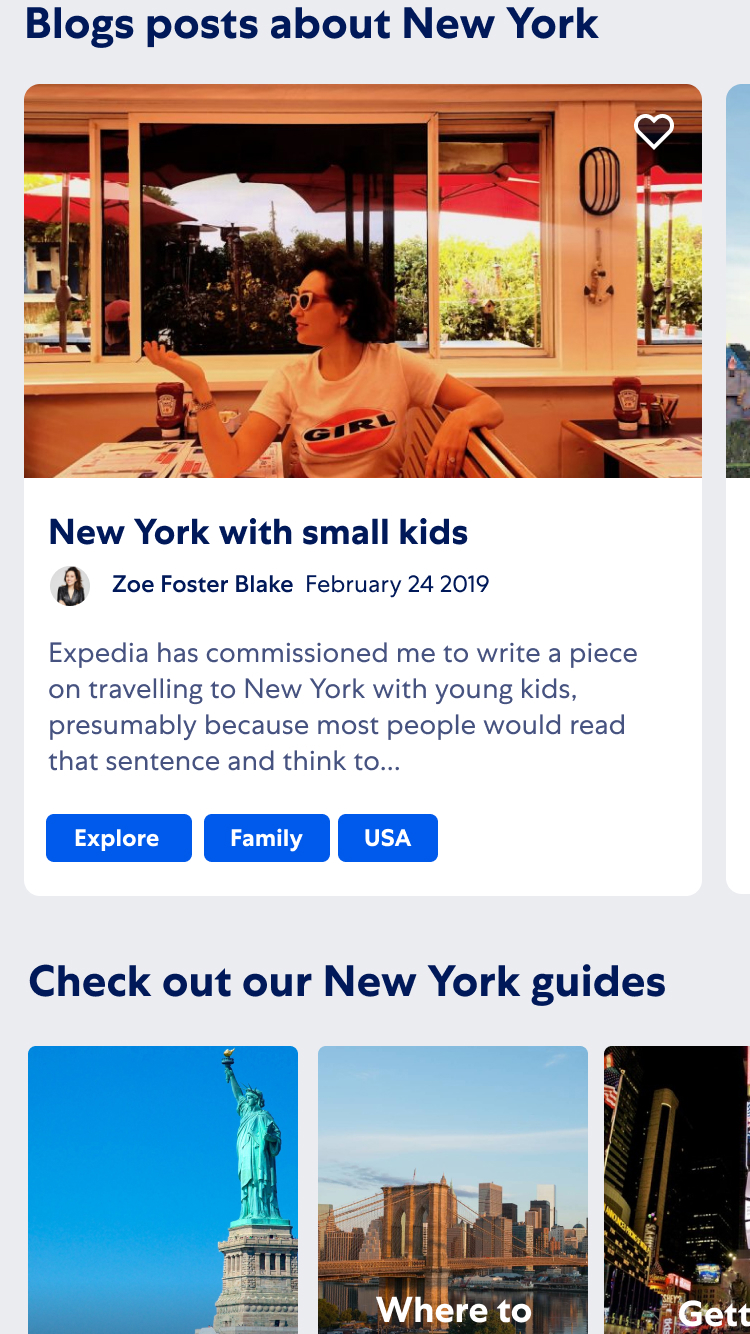 Blogs posts about New York
H
GIRL
New York with small kids
Zoe Foster Blake February 24 2019
Expedia has commissioned me to write a piece
on travelling to New York with young kids,
presumably because most people would read
that sentence and think to...
Explore Family USA
Check out our New York guides
Where to
Gett